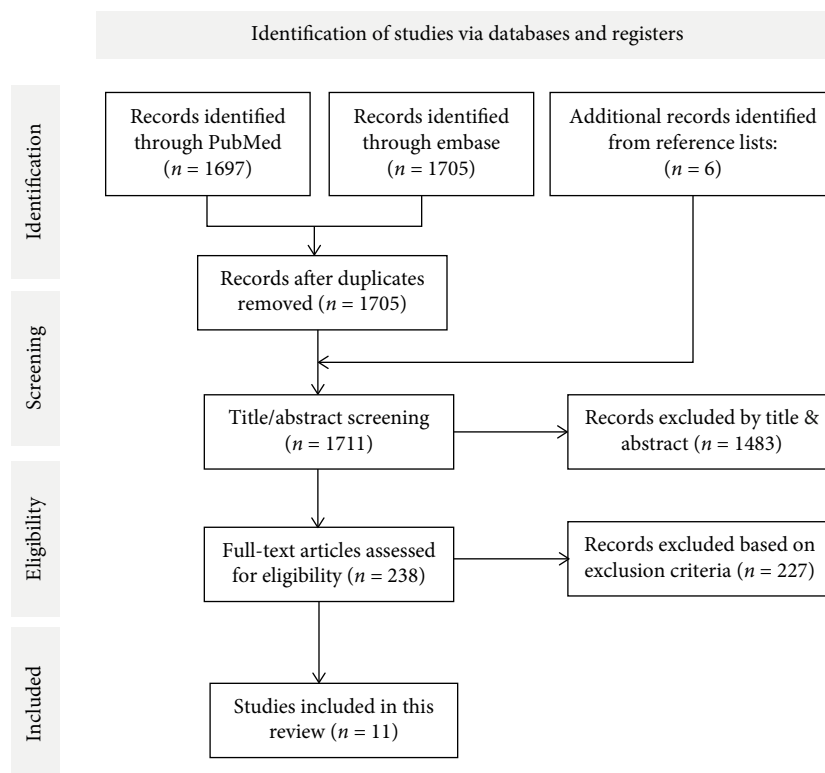 Identification of studies via databases and registers
Identification
Records identified
through PubMed
(n = 1697)
Records identified
through embase
(n = 1705)
Additional records identified
from reference lists:
(n = 6)
Records after duplicates
removed (n = 1705)
Screening
Title/abstract screening
(n = 1711)
Records excluded by title &
abstract (n = 1483)
Eligibility
Full-text articles assessed
for eligibility (n = 238)
Records excluded based on
exclusion criteria (n = 227)
Included
Studies included in this
review (n = 11)